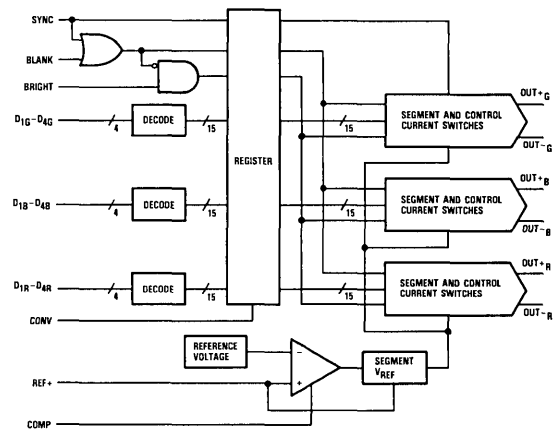 SYNC
BLANK
BRIGHT
D1G–D4G
4
DECODE
15
REGISTER
15
SEGMENT AND CONTROL
CURRENT SWITCHES
OUT+G
OUT–G
D1B–D4B
4
DECODE
15
15
SEGMENT AND CONTROL
CURRENT SWITCHES
OUT+B
OUT–B
D1R–D4R
4
DECODE
15
15
SEGMENT AND CONTROL
CURRENT SWITCHES
OUT+R
OUT–R
CONV
REFERENCE
VOLTAGE
–
+
SEGMENT
VREF
REF+
COMP